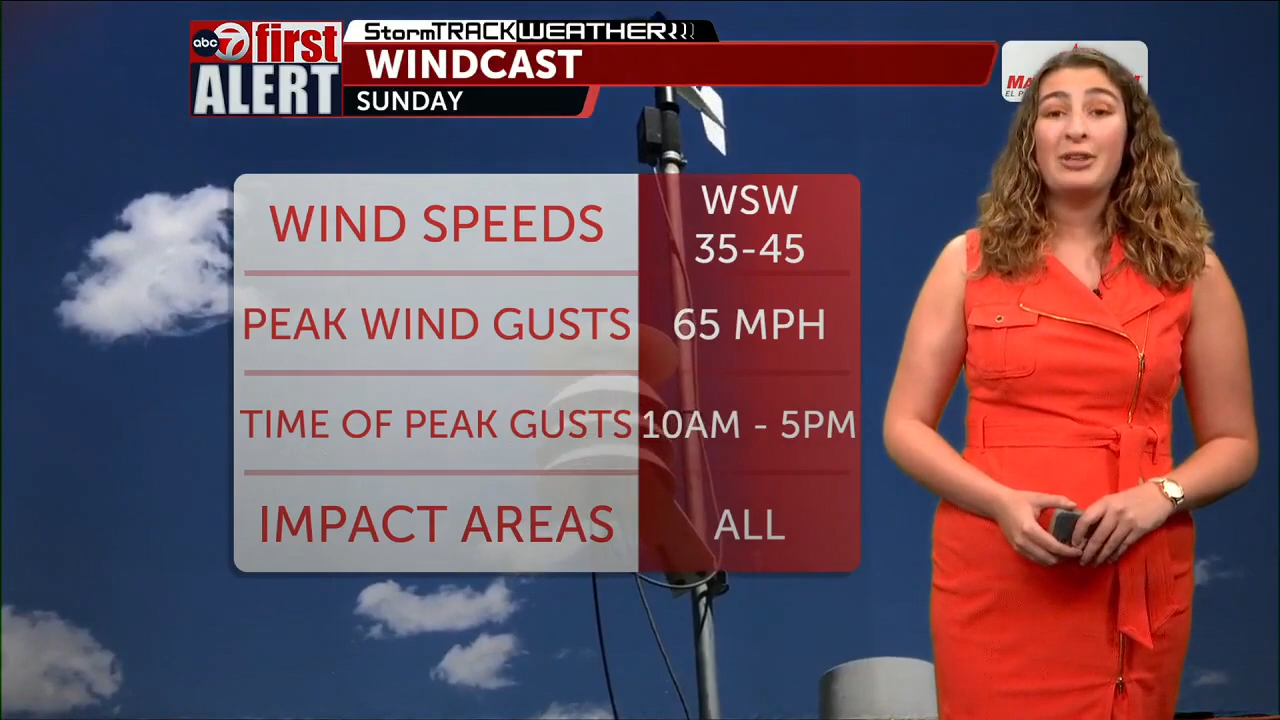 abc 7 first
ALERT
StormTRACKWEATHER
WINDCAST
SUNDAY
WIND SPEEDS
WSW
35-45
PEAK WIND GUSTS
65 MPH
TIME OF PEAK GUSTS
10AM - 5PM
IMPACT AREAS
ALL